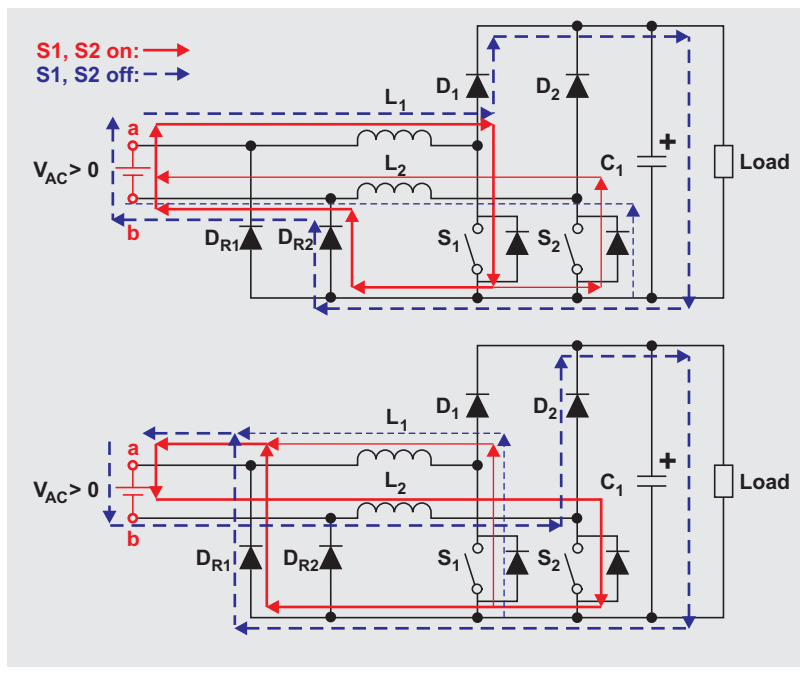 S1, S2 on:
S1, S2 off:
D1
D2
L1
a
VAC > 0
L2
C1
+
Load
b
DR1
DR2
S1
S2
D1
D2
L1
a
VAC > 0
L2
C1
+
Load
b
DR1
DR2
S1
S2